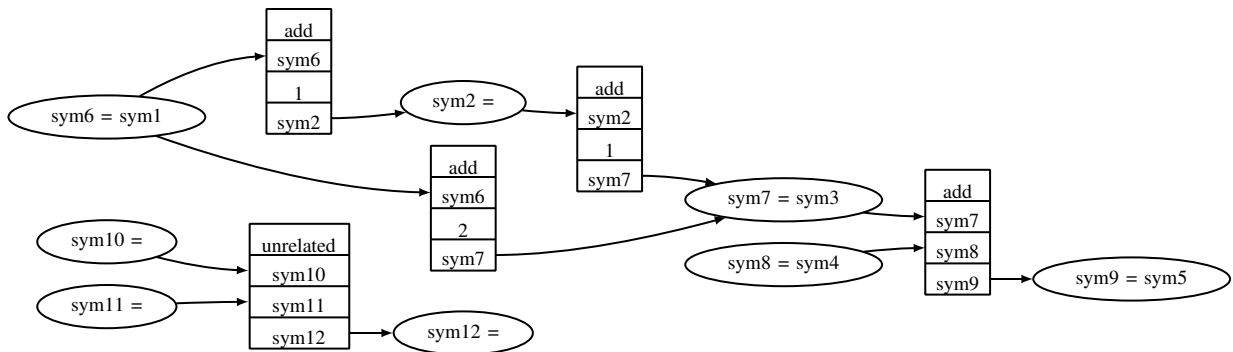 add
sym6
1
sym2
sym6 = sym1
sym2 =
add
sym2
1
sym7
add
sym6
2
sym7
sym7 = sym3
sym8 = sym4
add
sym7
sym8
sym9
sym9 = sym5
sym10 =
sym11 =
unrelated
sym10
sym11
sym12
sym12 =